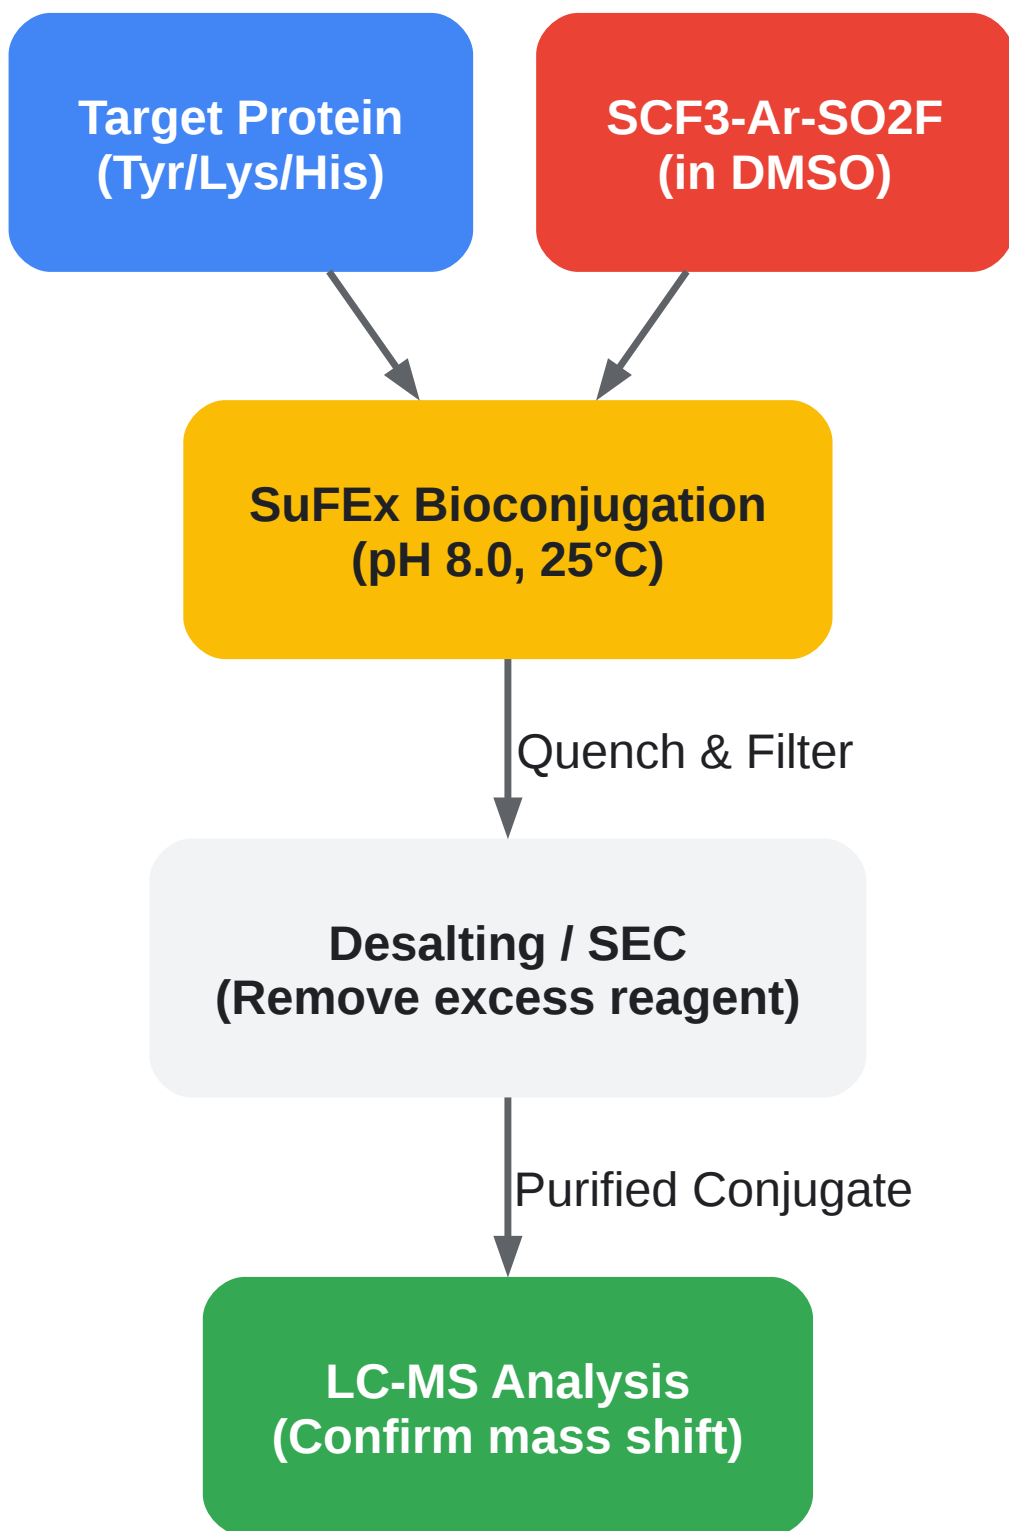 Target Protein
(Tyr/Lys/His)
SCF3-Ar-SO2F
(in DMSO)
SuFEx Bioconjugation
(pH 8.0, 25°C)
Quench & Filter
Desalting / SEC
(Remove excess reagent)
Purified Conjugate
LC-MS Analysis
(Confirm mass shift)